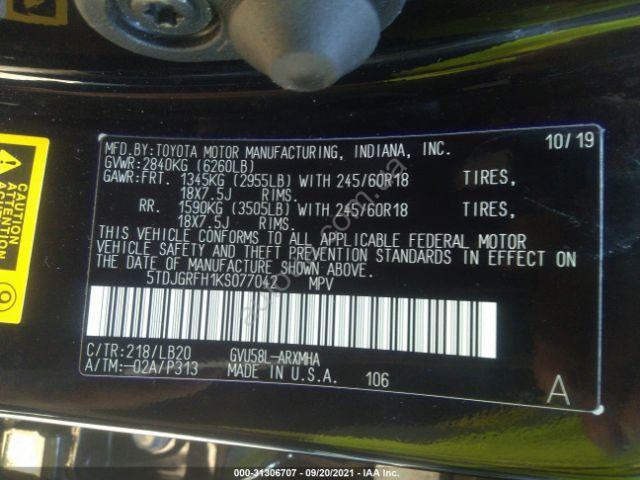 MFD.BY:TOYOTA MOTOR MANUFACTURING, INDIANA, INC. 10/19
GVWR:2840KG (6260LB)
GAWR:FRT. 1345KG (2955LB) WITH 245/60R18 TIRES,
18X7.5J RIMS.
RR. 1590KG (3505LB) WITH 245/60R18 TIRES,
18X7.5J RIMS.
THIS VEHICLE CONFORMS TO ALL APPLICABLE FEDERAL MOTOR
VEHICLE SAFETY AND THEFT PREVENTION STANDARDS IN EFFECT ON
THE DATE OF MANUFACTURE SHOWN ABOVE.
5TDJGRFH1KS077042 MPV
C/TR:218/LB20 GVU58L-ARXMHA
A/TM:-02A/P313 MADE IN U.S.A. 106 A
CAUTION
ATTENTION
000-31306707 - 09/20/2021 - IAA Inc.